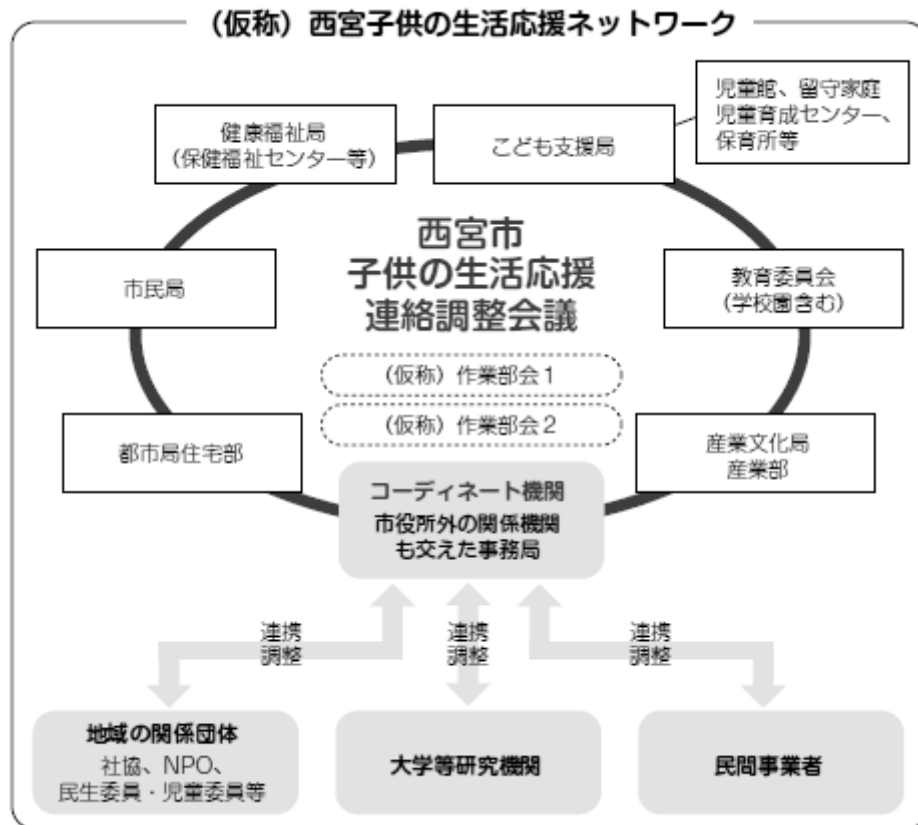 （仮称）西宮子供の生活応援ネットワーク
児童館、留守家庭
児童育成センター、
保育所等
健康福祉局
（保健福祉センター等）
こども支援局
西宮市
子供の生活応援
連絡調整会議
市民局
教育委員会
（学校園含む）
（仮称）作業部会１
（仮称）作業部会２
都市局住宅部
産業文化局
産業部
コーディネート機関
市役所外の関係機関
も交えた事務局
連携
調整
連携
調整
連携
調整
地域の関係団体
社協、NPO、
民生委員・児童委員等
大学等研究機関
民間事業者